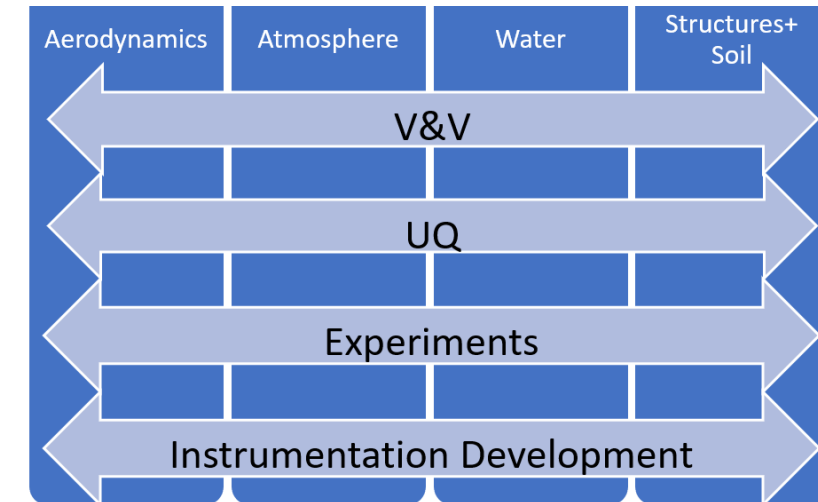 Aerodynamics
Atmosphere
Water
Structures+
Soil
V&V
UQ
Experiments
Instrumentation Development